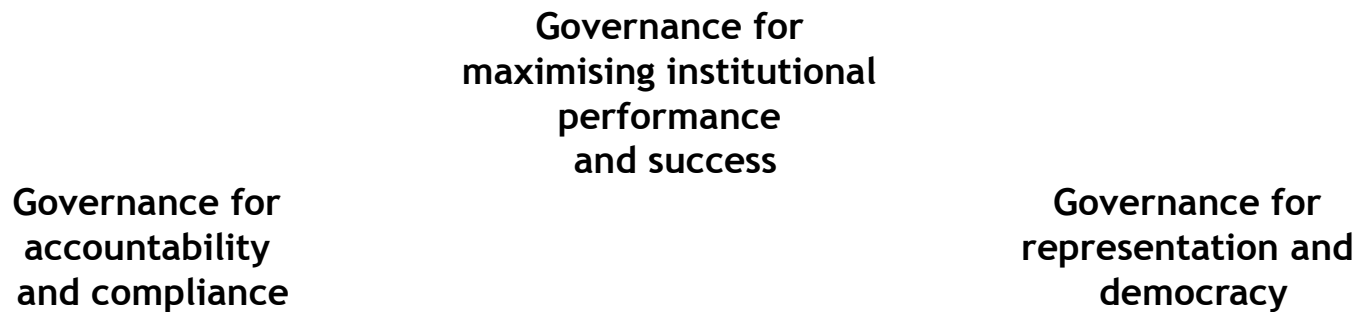 Governance for
maximising institutional
performance
and success
Governance for
accountability
and compliance
Governance for
representation and
democracy